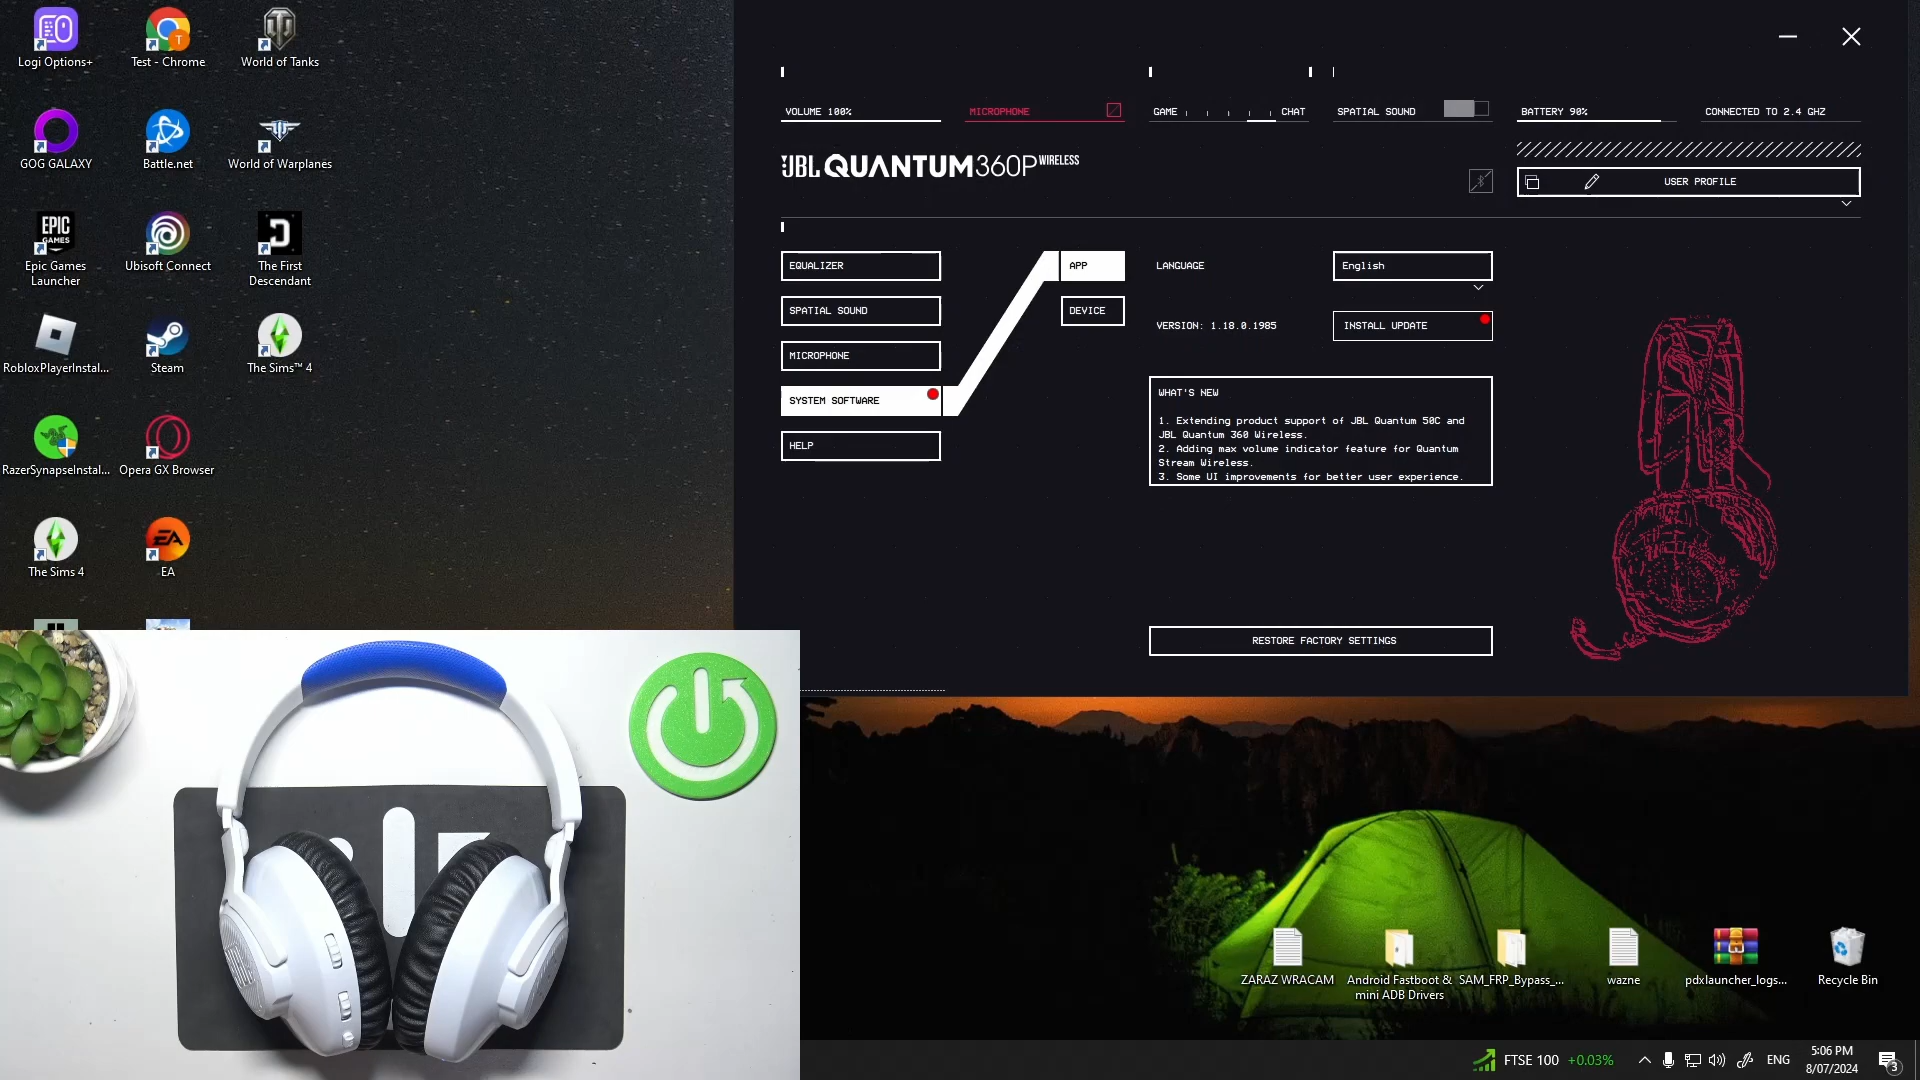 Logi Options+
Test - Chrome
World of Tanks
GOG GALAXY
Battle.net
World of Warplanes
Epic Games
Launcher
Ubisoft Connect
The First
Descendant
RobloxPlayerInstal...
Steam
The Sims™ 4
RazerSynapseInstal...
Opera GX Browser
The Sims 4
EA
EPIC
GAMES
T
EA
VOLUME 100%
MICROPHONE
GAME
CHAT
SPATIAL SOUND
BATTERY 90%
CONNECTED TO 2.4 GHZ
JBL QUANTUM360P WIRELESS
USER PROFILE
EQUALIZER
SPATIAL SOUND
MICROPHONE
SYSTEM SOFTWARE
HELP
APP
DEVICE
LANGUAGE
English
VERSION: 1.18.0.1985
INSTALL UPDATE
WHAT'S NEW
1. Extending product support of JBL Quantum 50C and
JBL Quantum 360 Wireless.
2. Adding max volume indicator feature for Quantum
Stream Wireless.
3. Some UI improvements for better user experience.
RESTORE FACTORY SETTINGS
ZARAZ WRACAM
Android Fastboot &
mini ADB Drivers
SAM_FRP_Bypass_...
wazne
pdxlauncher_logs...
Recycle Bin
FTSE 100 +0.03%
ENG
5:06 PM
8/07/2024
3